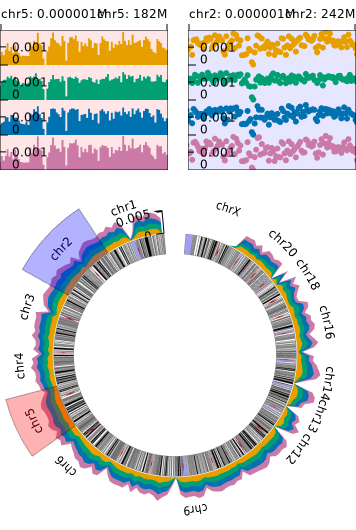 chr5: 0.000001M
chr5: 182M
chr2: 0.000001M
chr2: 242M
0.001
0
0.001
0
0.001
0
0.001
0
0.001
0
0.001
0
0.001
0
0.001
0
chr1
0.005
0
chrX
chr2
chr20
chr18
chr3
chr16
chr4
chr14
chr5
chr13
chr12
chr6
chr9